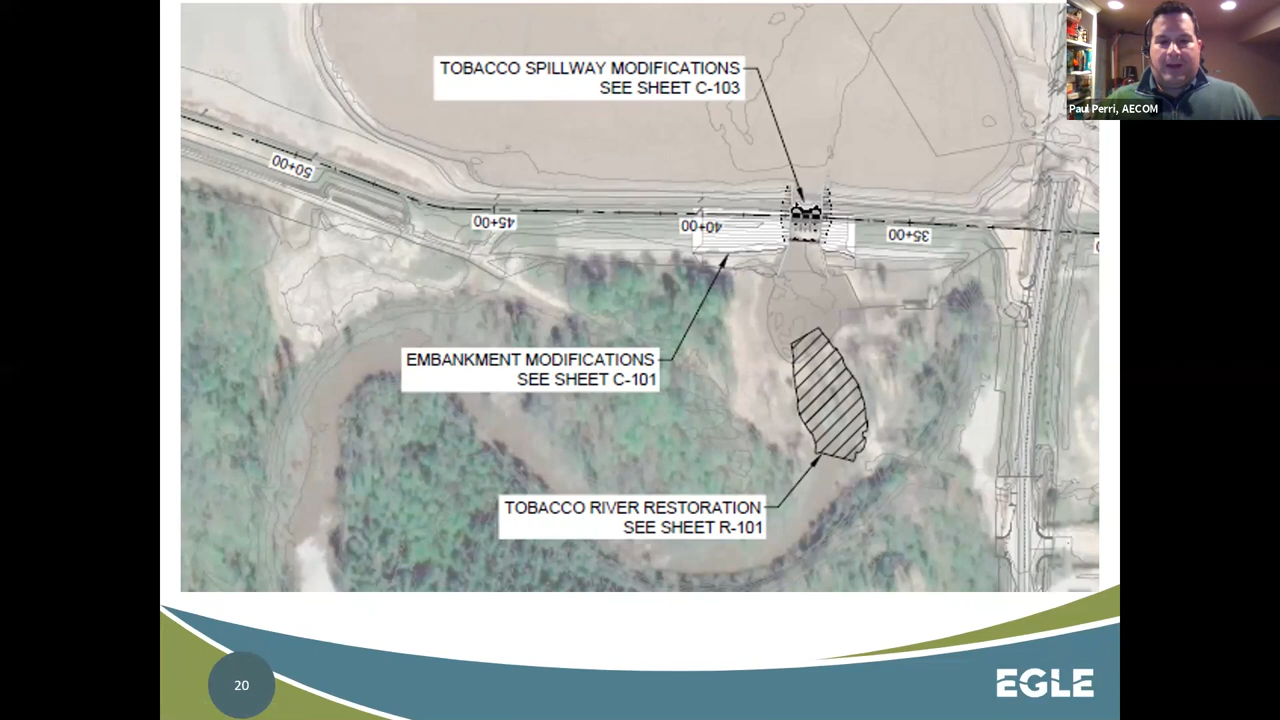 TOBACCO SPILLWAY MODIFICATIONS
SEE SHEET C-103
Paul Perri, AECOM
50+00
45+00
40+00
35+00
EMBANKMENT MODIFICATIONS
SEE SHEET C-101
TOBACCO RIVER RESTORATION
SEE SHEET R-101
20
EGLE